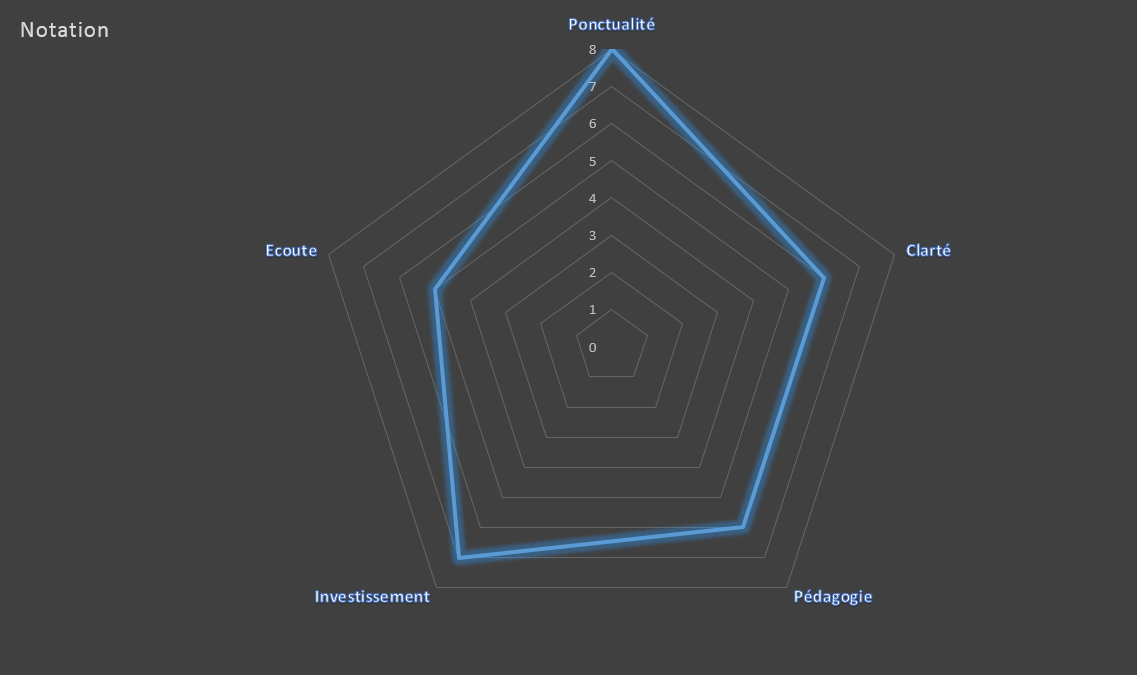 Notation
Ponctualité
8
7
6
5
4
3
2
1
0
Ecoute
Clarté
Investissement
Pédagogie